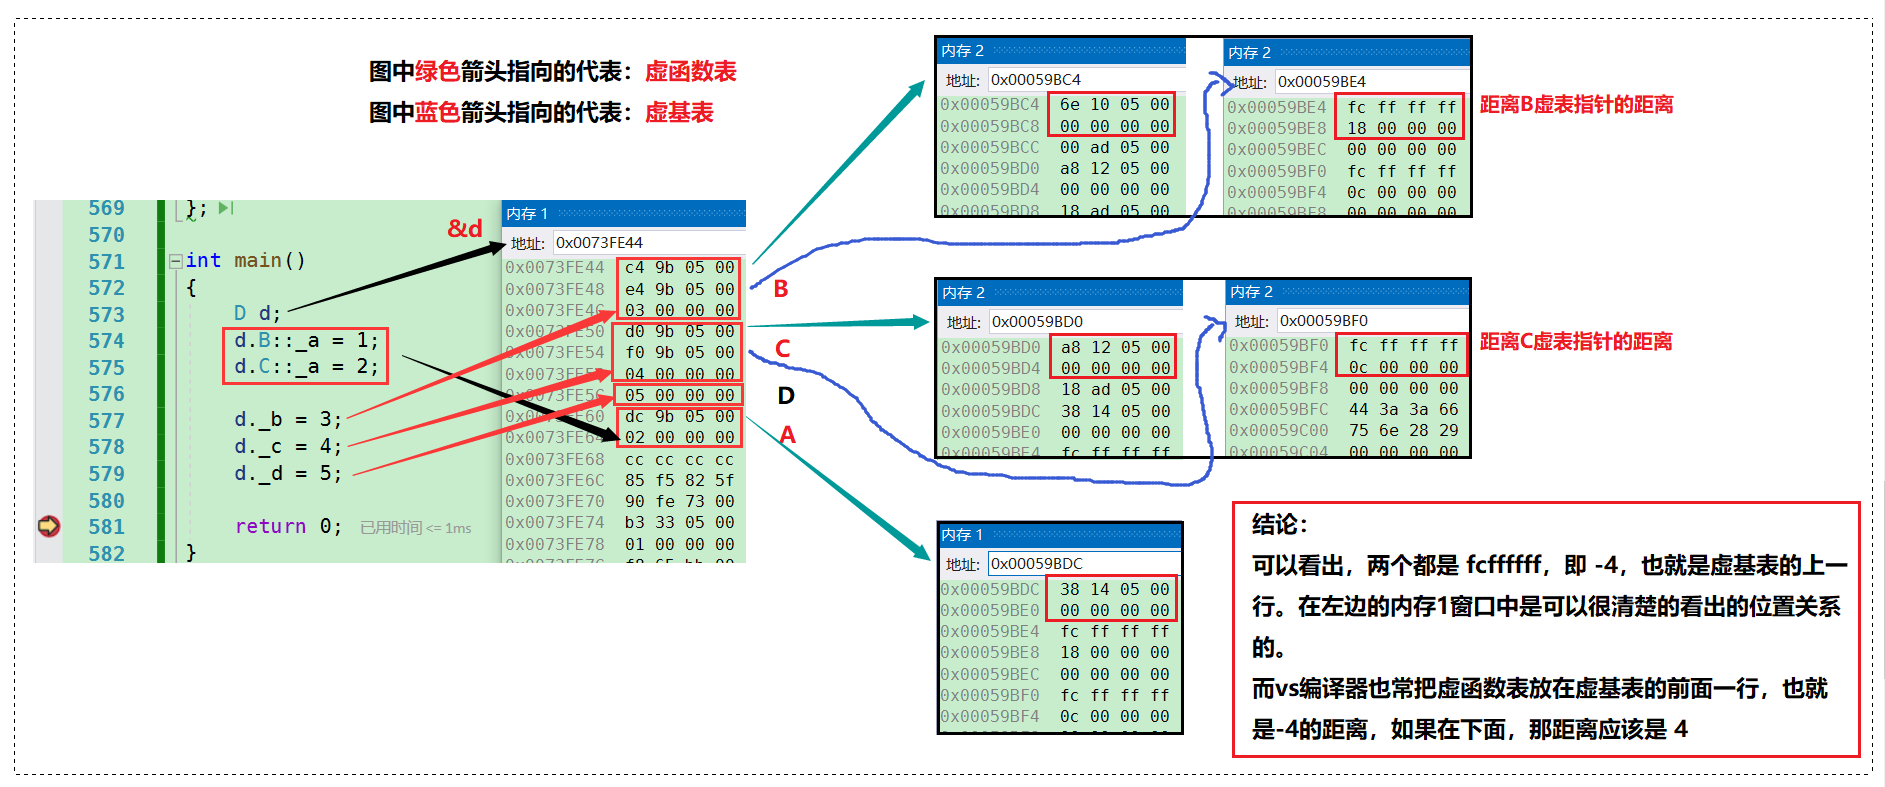 图中绿色箭头指向的代表：虚函数表
图中蓝色箭头指向的代表：虚基表
569 };
570
571 int main()
572 {
573 D d;
574 d.B::_a = 1;
575 d.C::_a = 2;
576
577 d._b = 3;
578 d._c = 4;
579 d._d = 5;
580
581 return 0; 已用时间 <= 1ms
582 }
&d
内存 1
地址: 0x0073FE44
0x0073FE44 c4 9b 05 00
0x0073FE48 e4 9b 05 00
0x0073FE4C 03 00 00 00
0x0073FE50 d0 9b 05 00
0x0073FE54 f0 9b 05 00
04 00 00 00
0x0073FE5C 05 00 00 00
0x0073FE60 dc 9b 05 00
0x0073FE64 02 00 00 00
0x0073FE68 cc cc cc cc
0x0073FE6C 85 f5 82 5f
0x0073FE70 90 fe 73 00
0x0073FE74 b3 33 05 00
0x0073FE78 01 00 00 00
B
C
D
A
内存 2
地址: 0x00059BC4
0x00059BC4 6e 10 05 00
0x00059BC8 00 00 00 00
0x00059BCC 00 ad 05 00
0x00059BD0 a8 12 05 00
0x00059BD4 00 00 00 00
0x00059BD8 18 ad 05 00
内存 2
地址: 0x00059BE4
0x00059BE4 fc ff ff ff
0x00059BE8 18 00 00 00
0x00059BEC 00 00 00 00
0x00059BF0 fc ff ff ff
0x00059BF4 0c 00 00 00
0x00059BF8 00 00 00 00
距离B虚表指针的距离
内存 2
地址: 0x00059BD0
0x00059BD0 a8 12 05 00
0x00059BD4 00 00 00 00
0x00059BD8 18 ad 05 00
0x00059BDC 38 14 05 00
0x00059BE0 00 00 00 00
0x00059BE4 fc ff ff ff
内存 2
地址: 0x00059BF0
0x00059BF0 fc ff ff ff
0x00059BF4 0c 00 00 00
0x00059BF8 00 00 00 00
0x00059BFC 44 3a 3a 66
0x00059C00 75 6e 28 29
0x00059C04 00 00 00 00
距离C虚表指针的距离
内存 1
地址: 0x00059BDC
0x00059BDC 38 14 05 00
0x00059BE0 00 00 00 00
0x00059BE4 fc ff ff ff
0x00059BE8 18 00 00 00
0x00059BEC 00 00 00 00
0x00059BF0 fc ff ff ff
0x00059BF4 0c 00 00 00
结论：
可以看出，两个都是 fcffffff，即 -4，也就是虚基表的上一
行。在左边的内存1窗口中是可以很清楚的看出的位置关系
的。
而vs编译器也常把虚函数表放在虚基表的前面一行，也就
是-4的距离，如果在下面，那距离应该是 4